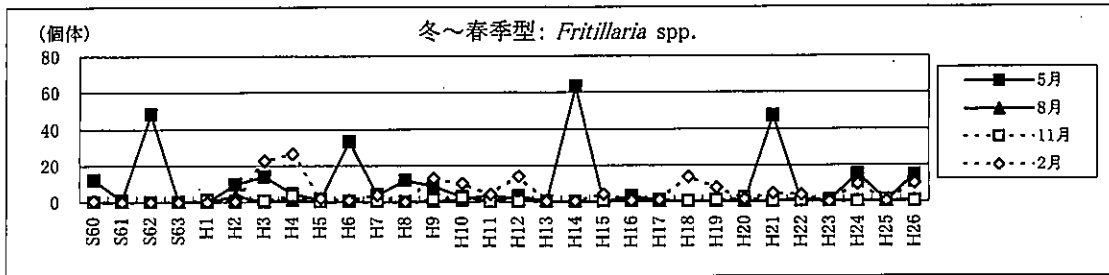 冬～春季型: Fritillaria spp.
(個体)
80
60
40
20
0
S60 S61 S62 S63 H1 H2 H3 H4 H5 H6 H7 H8 H9 H10 H11 H12 H13 H14 H15 H16 H17 H18 H19 H20 H21 H22 H23 H24 H25 H26
5月
8月
11月
2月